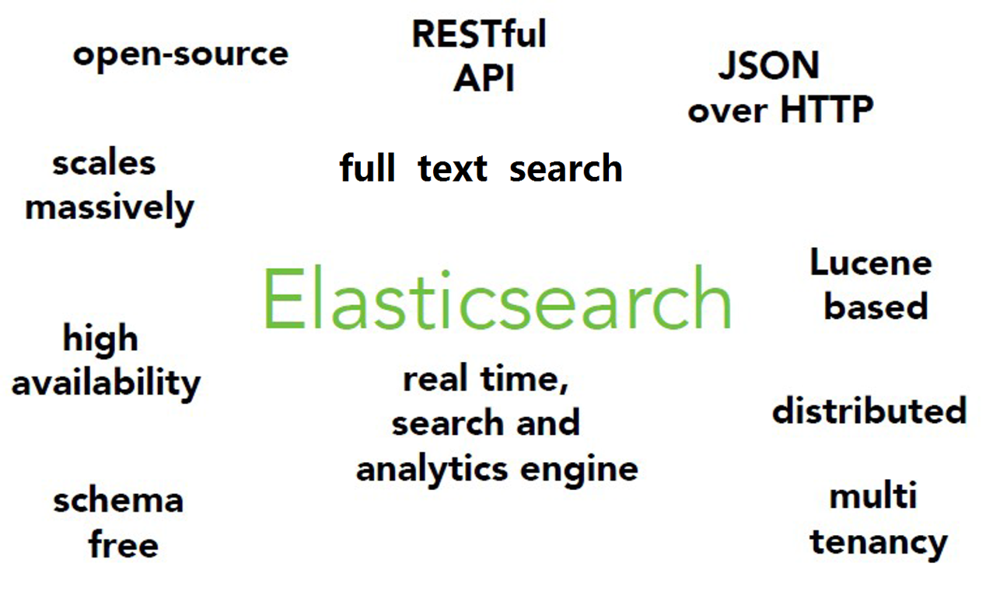 open-source
RESTful
API
JSON
over HTTP
scales
massively
full text search
Elasticsearch
Lucene
based
high
availability
real time,
search and
analytics engine
distributed
schema
free
multi
tenancy